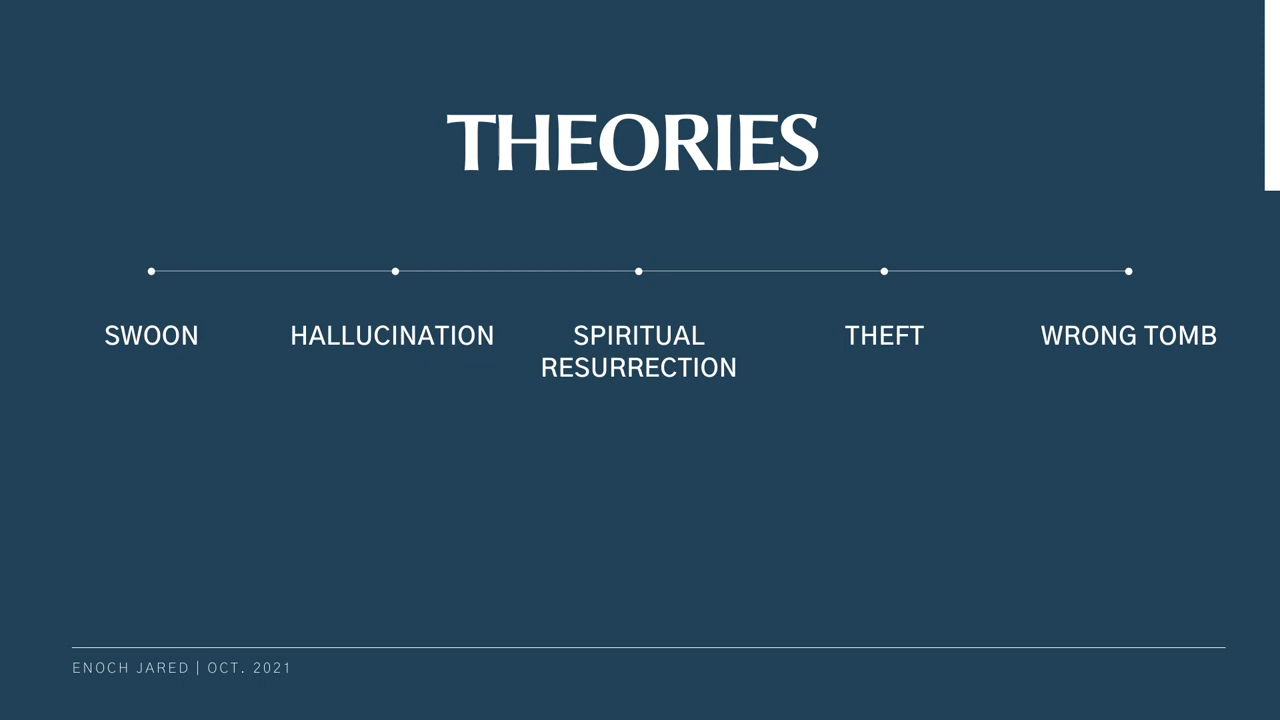 THEORIES
SWOON
HALLUCINATION
SPIRITUAL
RESURRECTION
THEFT
WRONG TOMB
ENOCH JARED | OCT. 2021